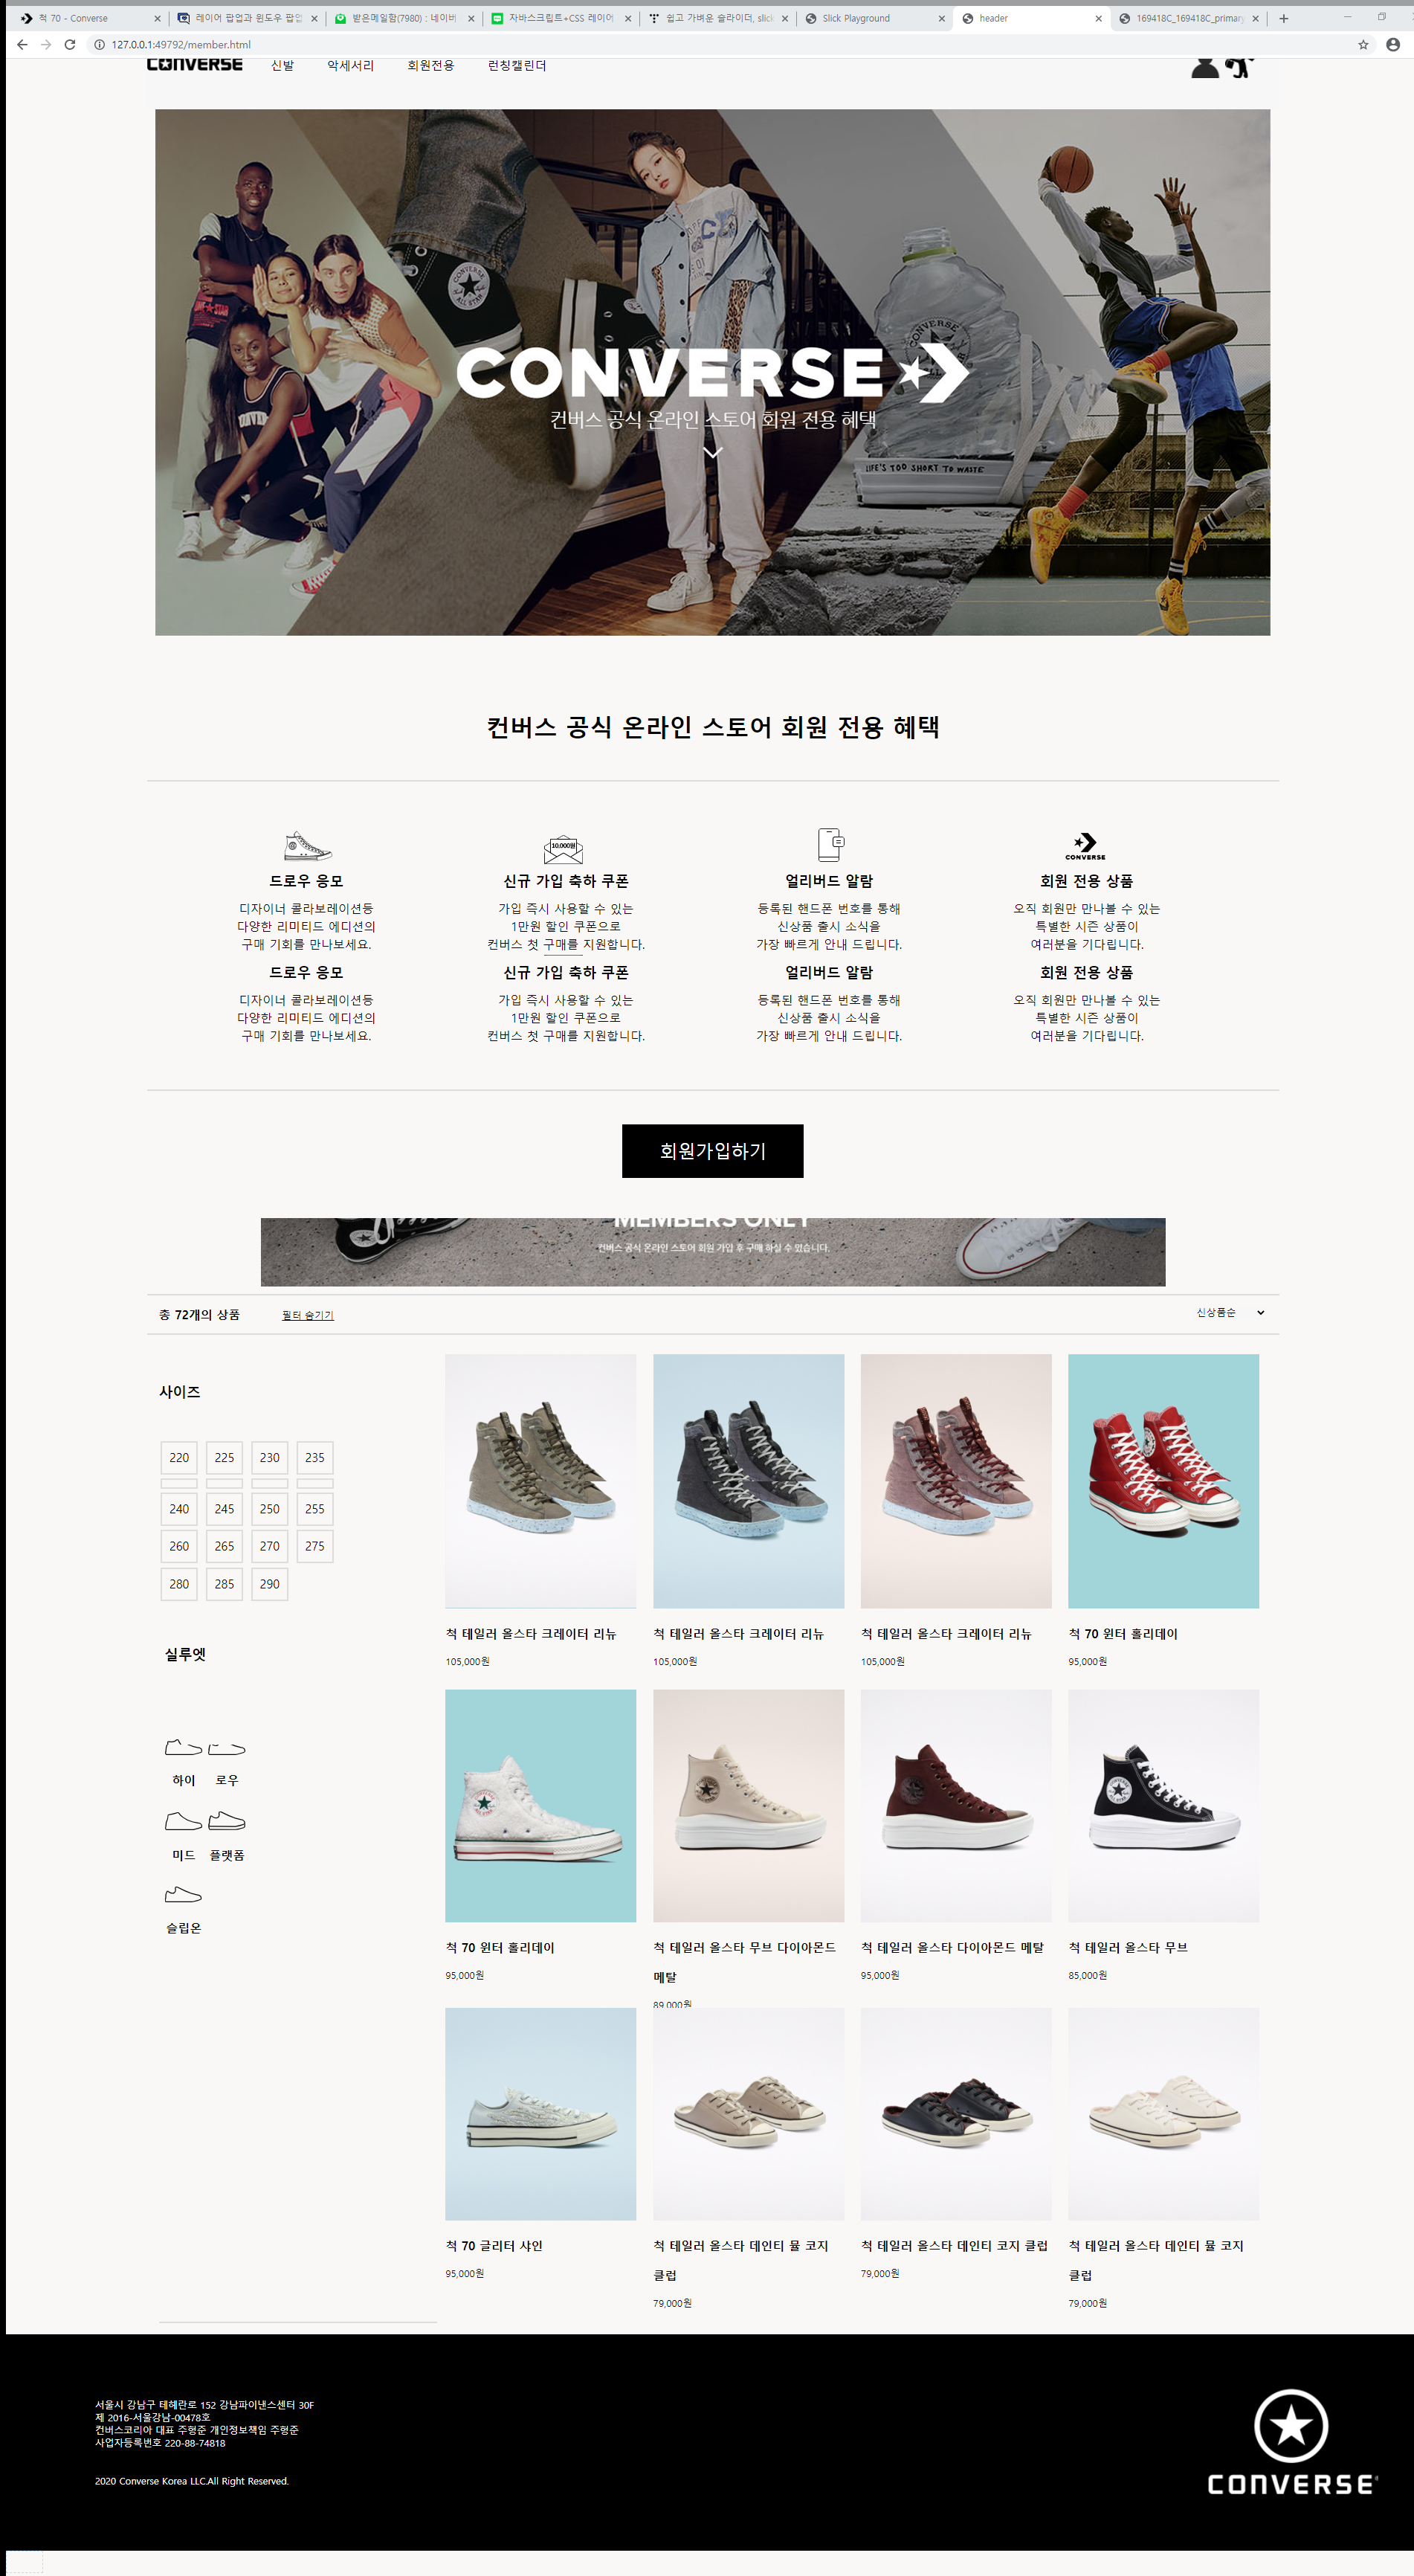 척 70 - Converse
레이어 팝업과 윈도우 팝업
받은메일함(7980) : 네이버
자바스크립트+CSS 레이어
쉽고 가벼운 슬라이더, slick
Slick Playground
header
169418C_169418C_primary
127.0.0.1:49792/member.html
CONVERSE
신발
악세서리
회원전용
런칭캘린더
CONVERSE
ALL STAR
CONVERSE
LIFE'S TOO SHORT TO WASTE
CONVERSE
컨버스 공식 온라인 스토어 회원 전용 혜택
컨버스 공식 온라인 스토어 회원 전용 혜택
10,000원
CONVERSE
드로우 응모
신규 가입 축하 쿠폰
얼리버드 알람
회원 전용 상품
디자이너 콜라보레이션등
다양한 리미티드 에디션의
구매 기회를 만나보세요.
가입 즉시 사용할 수 있는
1만원 할인 쿠폰으로
컨버스 첫 구매를 지원합니다.
등록된 핸드폰 번호를 통해
신상품 출시 소식을
가장 빠르게 안내 드립니다.
오직 회원만 만나볼 수 있는
특별한 시즌 상품이
여러분을 기다립니다.
드로우 응모
신규 가입 축하 쿠폰
얼리버드 알람
회원 전용 상품
디자이너 콜라보레이션등
다양한 리미티드 에디션의
구매 기회를 만나보세요.
가입 즉시 사용할 수 있는
1만원 할인 쿠폰으로
컨버스 첫 구매를 지원합니다.
등록된 핸드폰 번호를 통해
신상품 출시 소식을
가장 빠르게 안내 드립니다.
오직 회원만 만나볼 수 있는
특별한 시즌 상품이
여러분을 기다립니다.
회원가입하기
MEMBERS ONLY
컨버스 공식 온라인 스토어 회원 가입 후 구매 하실 수 있습니다.
총 72개의 상품
필터 숨기기
신상품순
사이즈
220 225 230 235
240 245 250 255
260 265 270 275
280 285 290
실루엣
하이 로우
미드 플랫폼
슬립온
척 테일러 올스타 크레이터 리뉴
105,000원
척 테일러 올스타 크레이터 리뉴
105,000원
척 테일러 올스타 크레이터 리뉴
105,000원
척 70 윈터 홀리데이
95,000원
척 70 윈터 홀리데이
95,000원
척 테일러 올스타 무브 다이아몬드
메탈
89,000원
척 테일러 올스타 다이아몬드 메탈
95,000원
척 테일러 올스타 무브
85,000원
척 70 글리터 샤인
95,000원
척 테일러 올스타 데인티 뮬 코지
클럽
79,000원
척 테일러 올스타 데인티 코지 클럽
79,000원
척 테일러 올스타 데인티 뮬 코지
클럽
79,000원
서울시 강남구 테헤란로 152 강남파이낸스센터 30F
제 2016-서울강남-00478호
컨버스코리아 대표 주형준 개인정보책임 주형준
사업자등록번호 220-88-74818
2020 Converse Korea LLC.All Right Reserved.
CONVERSE